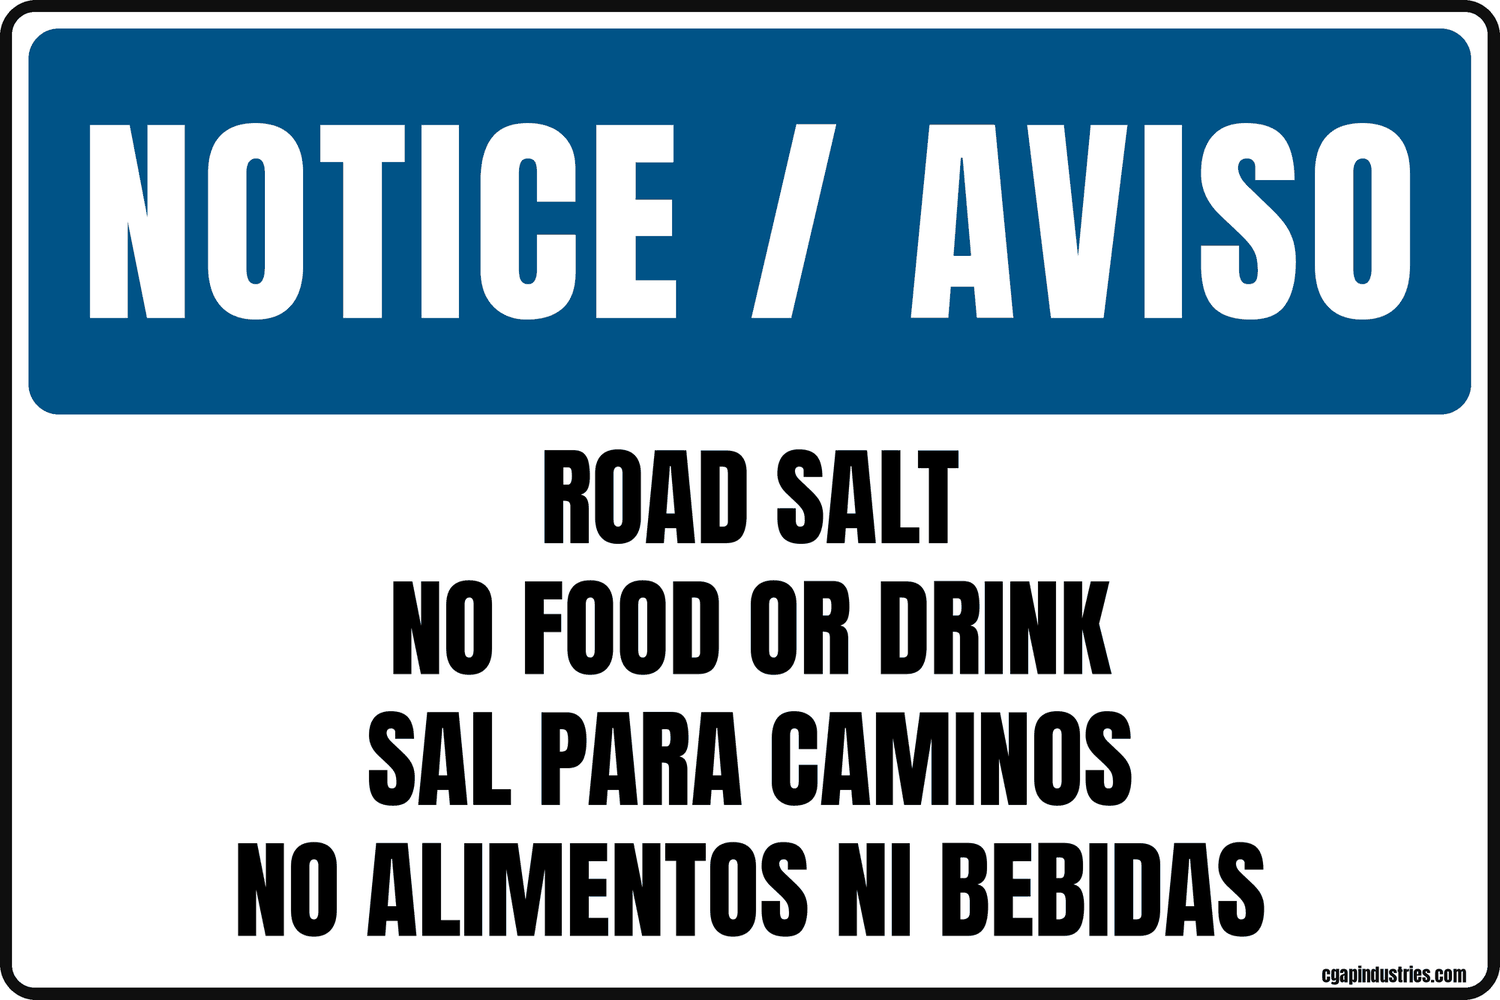 NOTICE / AVISO
ROAD SALT
NO FOOD OR DRINK
SAL PARA CAMINOS
NO ALIMENTOS NI BEBIDAS
cgapindustries.com